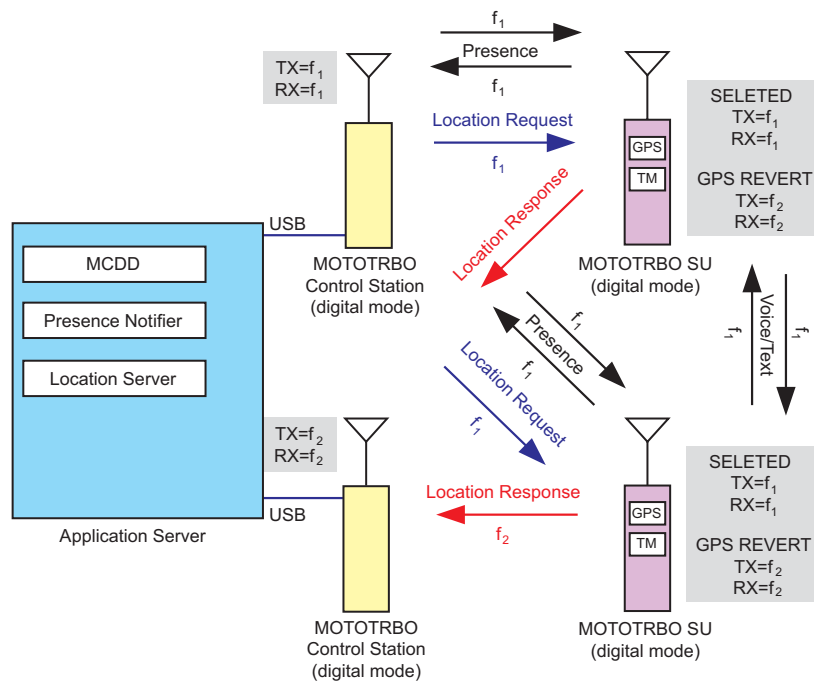 f₁
Presence
f₁
TX=f₁
RX=f₁
Location Request
f₁
SELETED
TX=f₁
RX=f₁
GPS REVERT
TX=f₂
RX=f₂
GPS
TM
Location Response
USB
MCDD
Presence Notifier
Location Server
Application Server
MOTOTRBO
Control Station
(digital mode)
MOTOTRBO SU
(digital mode)
f₁
Presence
f₁
f₁
Voice/Text
f₁
Location Request
f₁
TX=f₂
RX=f₂
USB
Location Response
f₂
GPS
TM
SELETED
TX=f₁
RX=f₁
GPS REVERT
TX=f₂
RX=f₂
MOTOTRBO
Control Station
(digital mode)
MOTOTRBO SU
(digital mode)